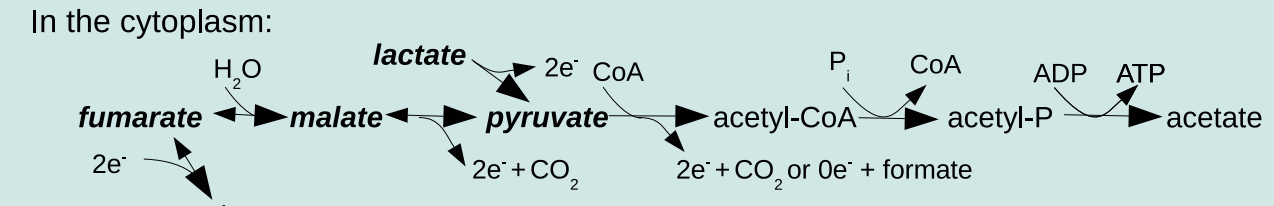 In the cytoplasm:
lactate 2e⁻ CoA Pᵢ CoA ADP ATP
H₂O
fumarate malate pyruvate acetyl-CoA acetyl-P acetate
2e⁻ 2e⁻ + CO₂ 2e⁻ + CO₂ or 0e⁻ + formate